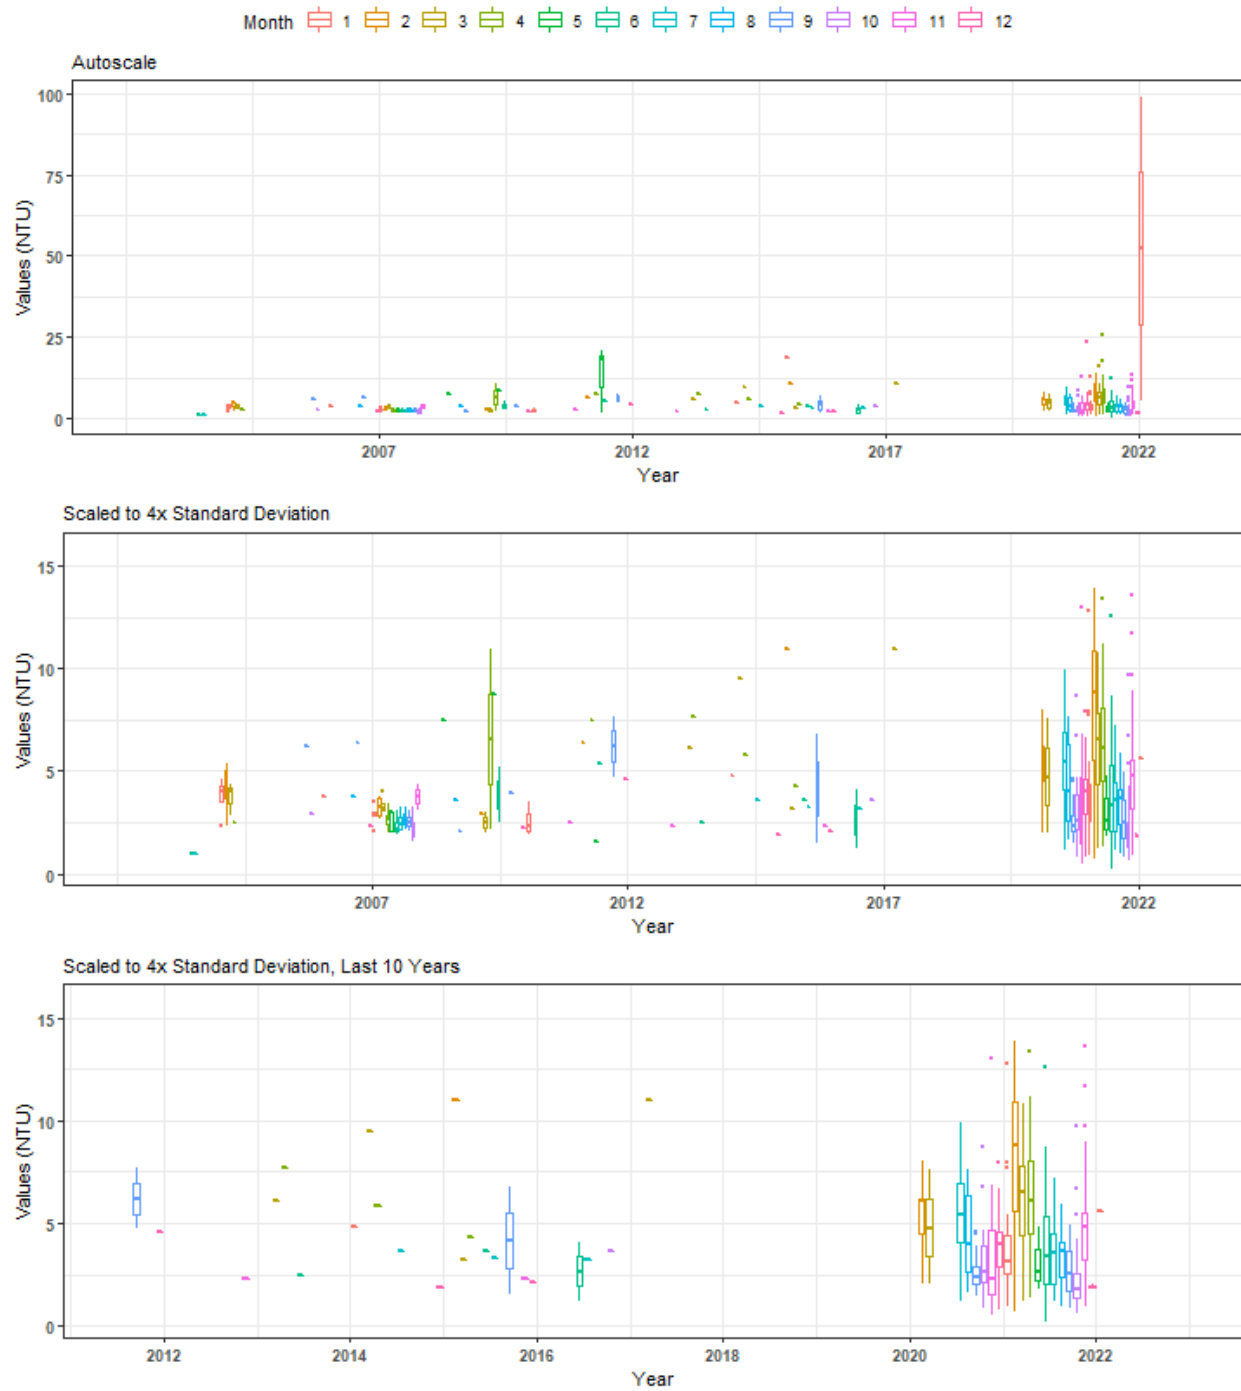 Month 1 2 3 4 5 6 7 8 9 10 11 12
Autoscale
100
75
50
25
0
Values (NTU)
2007 2012 2017 2022
Year
Scaled to 4x Standard Deviation
15
10
5
0
Values (NTU)
2007 2012 2017 2022
Year
Scaled to 4x Standard Deviation, Last 10 Years
15
10
5
0
Values (NTU)
2012 2014 2016 2018 2020 2022
Year